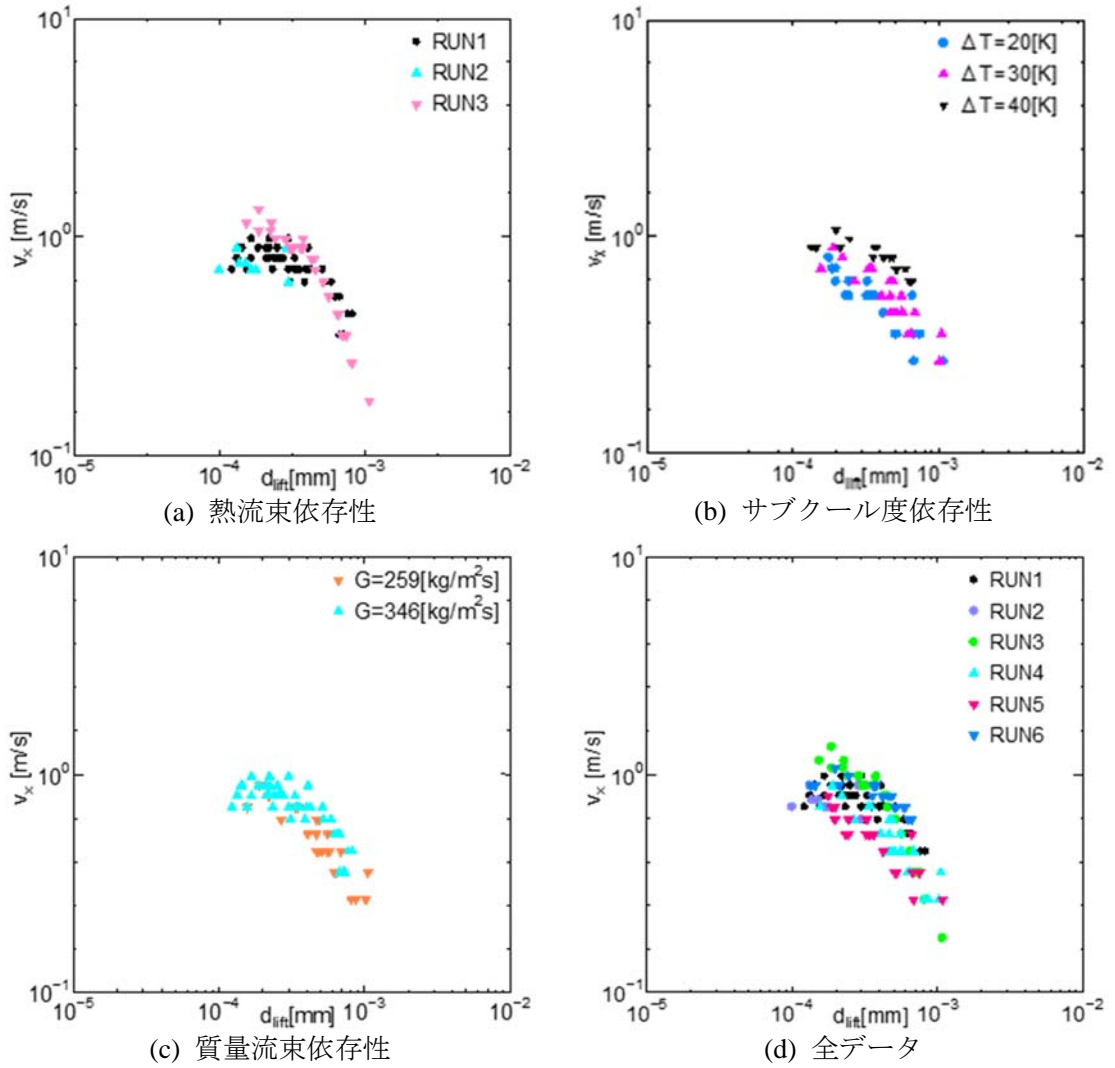 10^1
10^0
10^-1
v_x [m/s]
RUN1
RUN2
RUN3
10^-5
10^-4
10^-3
10^-2
d_lift[mm]
(a) 熱流束依存性
10^1
10^0
10^-1
v_x [m/s]
ΔT=20[K]
ΔT=30[K]
ΔT=40[K]
10^-5
10^-4
10^-3
10^-2
d_lift[mm]
(b) サブクール度依存性
10^1
10^0
10^-1
v_x [m/s]
G=259[kg/m^2s]
G=346[kg/m^2s]
10^-5
10^-4
10^-3
10^-2
d_lift[mm]
(c) 質量流束依存性
10^1
10^0
10^-1
v_x [m/s]
RUN1
RUN2
RUN3
RUN4
RUN5
RUN6
10^-5
10^-4
10^-3
10^-2
d_lift[mm]
(d) 全データ